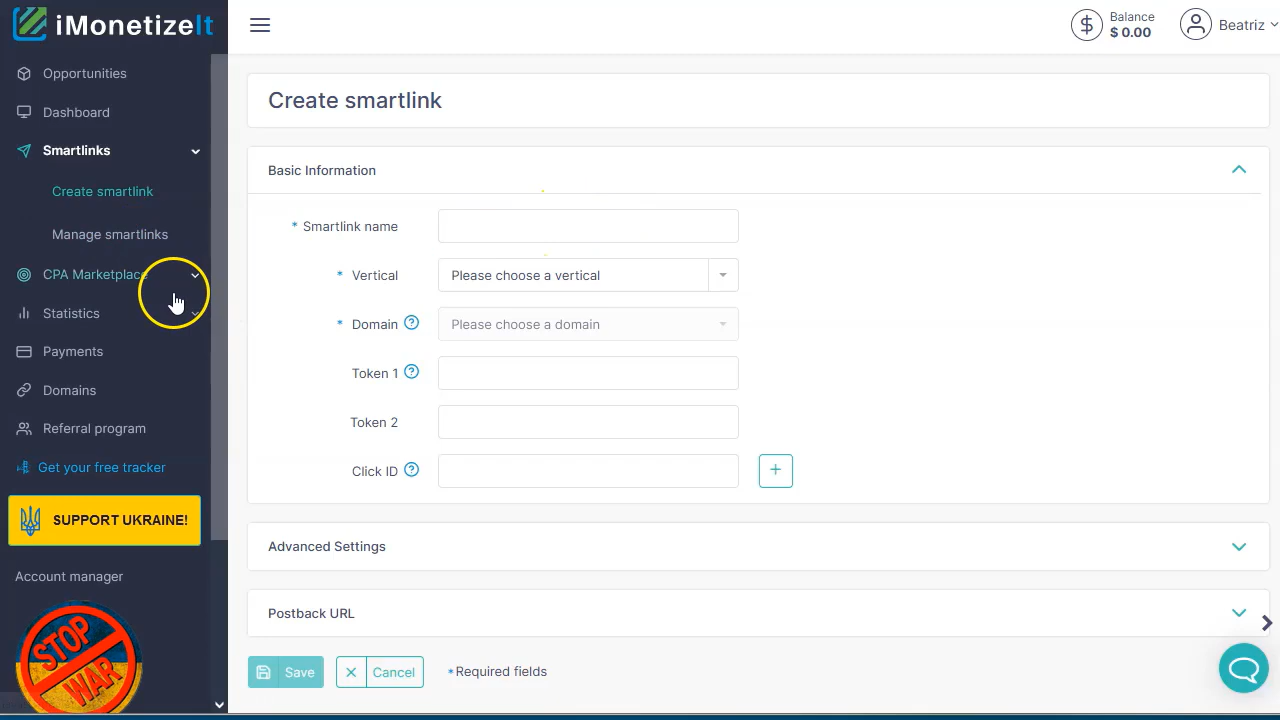 iMonetizeIt
Balance
$ 0.00
Beatriz
Opportunities
Dashboard
Smartlinks
Create smartlink
Manage smartlinks
CPA Marketplace
Statistics
Payments
Domains
Referral program
Get your free tracker
SUPPORT UKRAINE!
Account manager
STOP
WAR
Create smartlink
Basic Information
* Smartlink name
* Vertical Please choose a vertical
* Domain ? Please choose a domain
Token 1 ?
Token 2
Click ID ? +
Advanced Settings
Postback URL
Save
Cancel
*Required fields